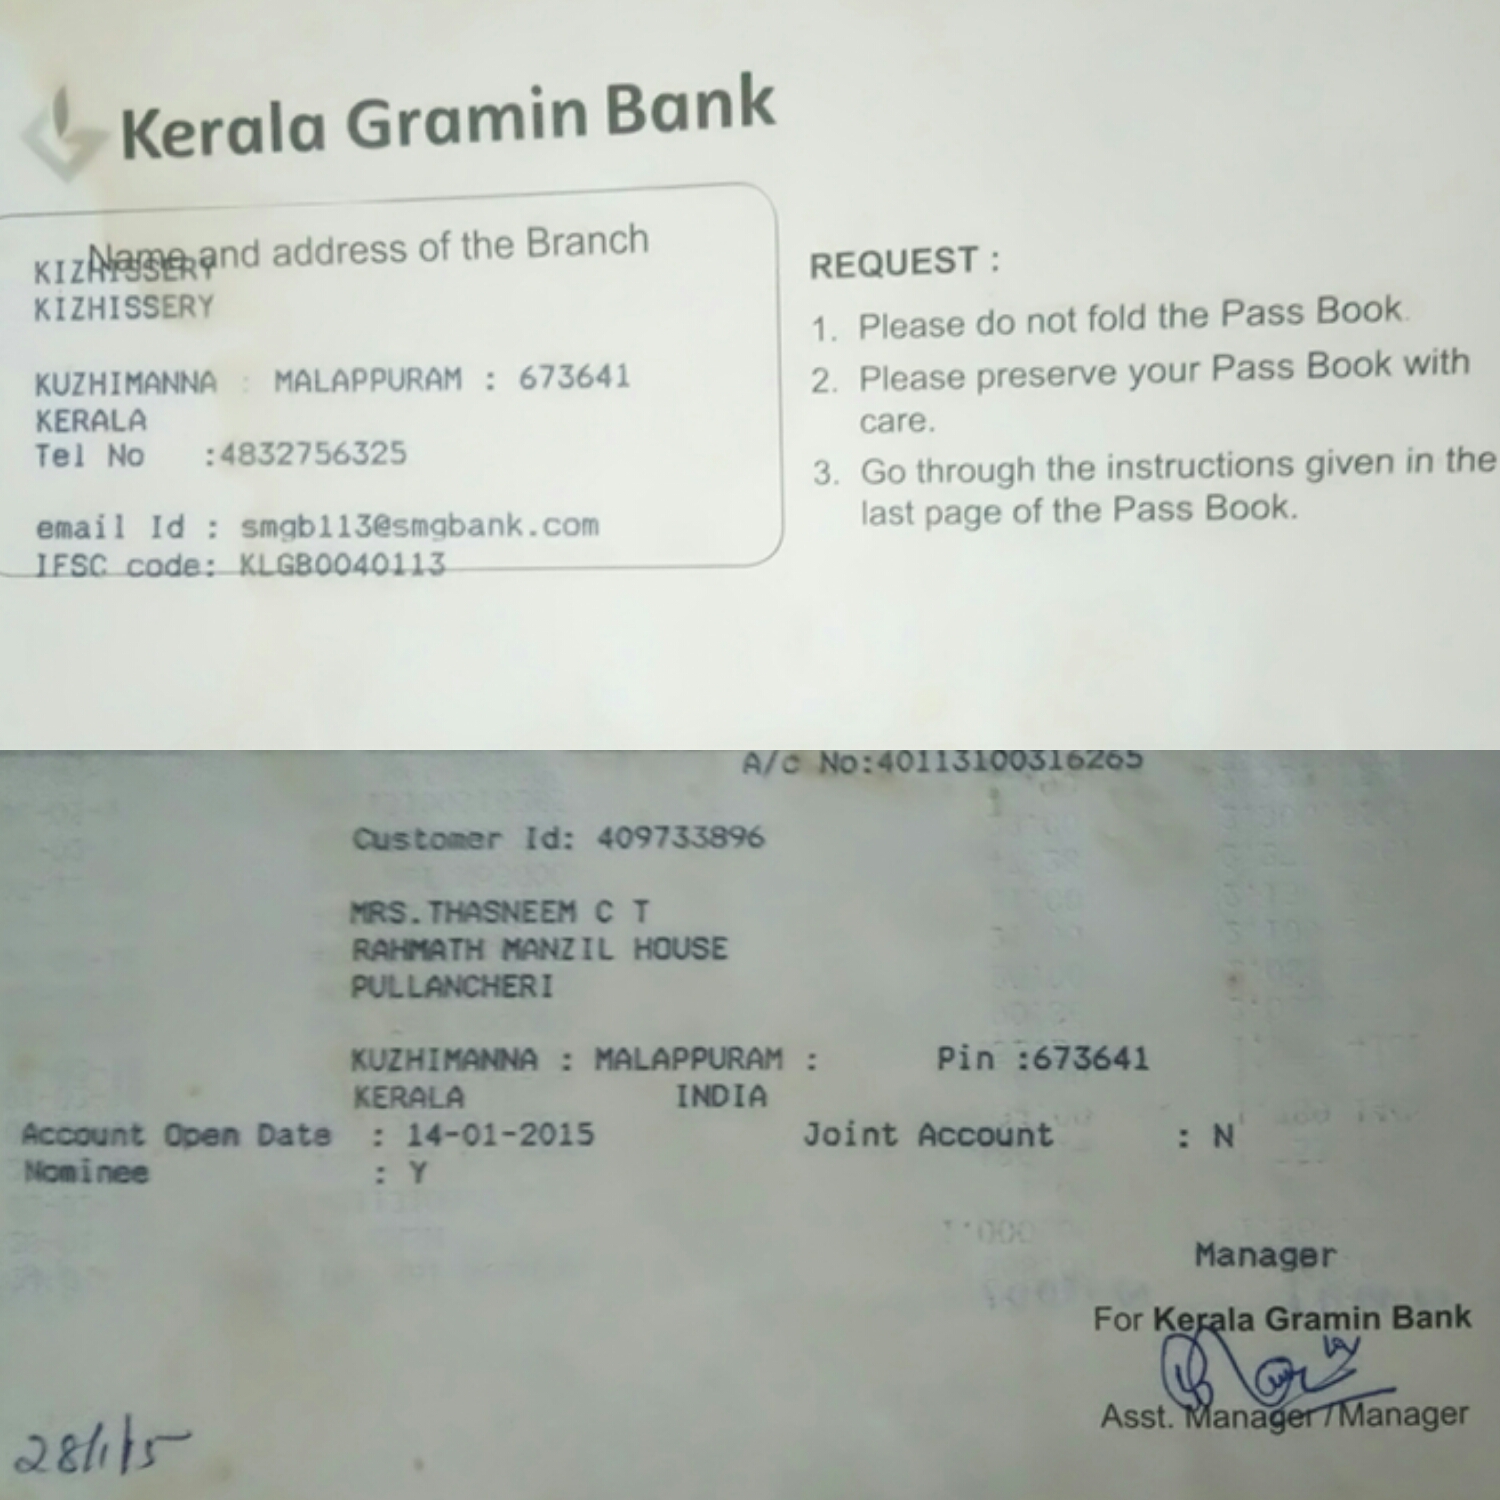 Kerala Gramin Bank
Name and address of the Branch
KIZHISSERY
KIZHISSERY
KUZHIMANNA : MALAPPURAM : 673641
KERALA
Tel No :4832756325
email Id : smgb113@smgbank.com
IFSC code: KLGB0040113
REQUEST :
1. Please do not fold the Pass Book.
2. Please preserve your Pass Book with
care.
3. Go through the instructions given in the
last page of the Pass Book.
A/c No:40113100316265
Customer Id: 409733896
MRS.THASNEEM C T
RAHMATH MANZIL HOUSE
PULLANCHERI
KUZHIMANNA : MALAPPURAM : Pin :673641
KERALA INDIA
Account Open Date : 14-01-2015 Joint Account : N
Nominee : Y
Manager
For Kerala Gramin Bank
Asst. Manager / Manager
28/1/15